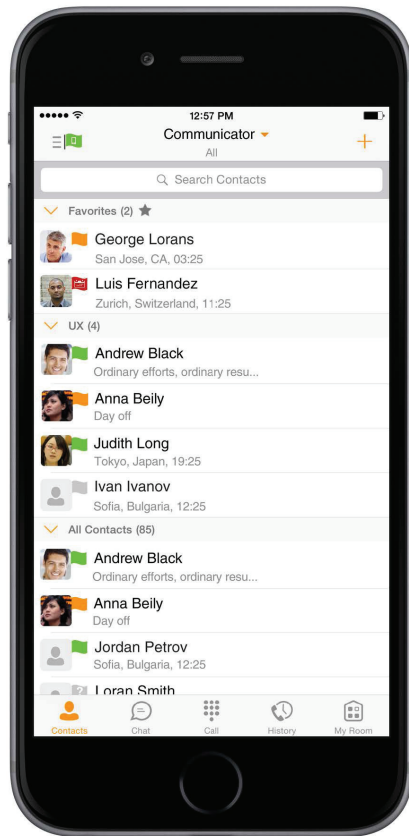 12:57 PM
Communicator
All
Search Contacts
Favorites (2)
George Lorans
San Jose, CA, 03:25
Luis Fernandez
Zurich, Switzerland, 11:25
UX (4)
Andrew Black
Ordinary efforts, ordinary resu...
Anna Beily
Day off
Judith Long
Tokyo, Japan, 19:25
Ivan Ivanov
Sofia, Bulgaria, 12:25
All Contacts (85)
Andrew Black
Ordinary efforts, ordinary resu...
Anna Beily
Day off
Jordan Petrov
Sofia, Bulgaria, 12:25
? Loran Smith
Contacts Chat Call History My Room